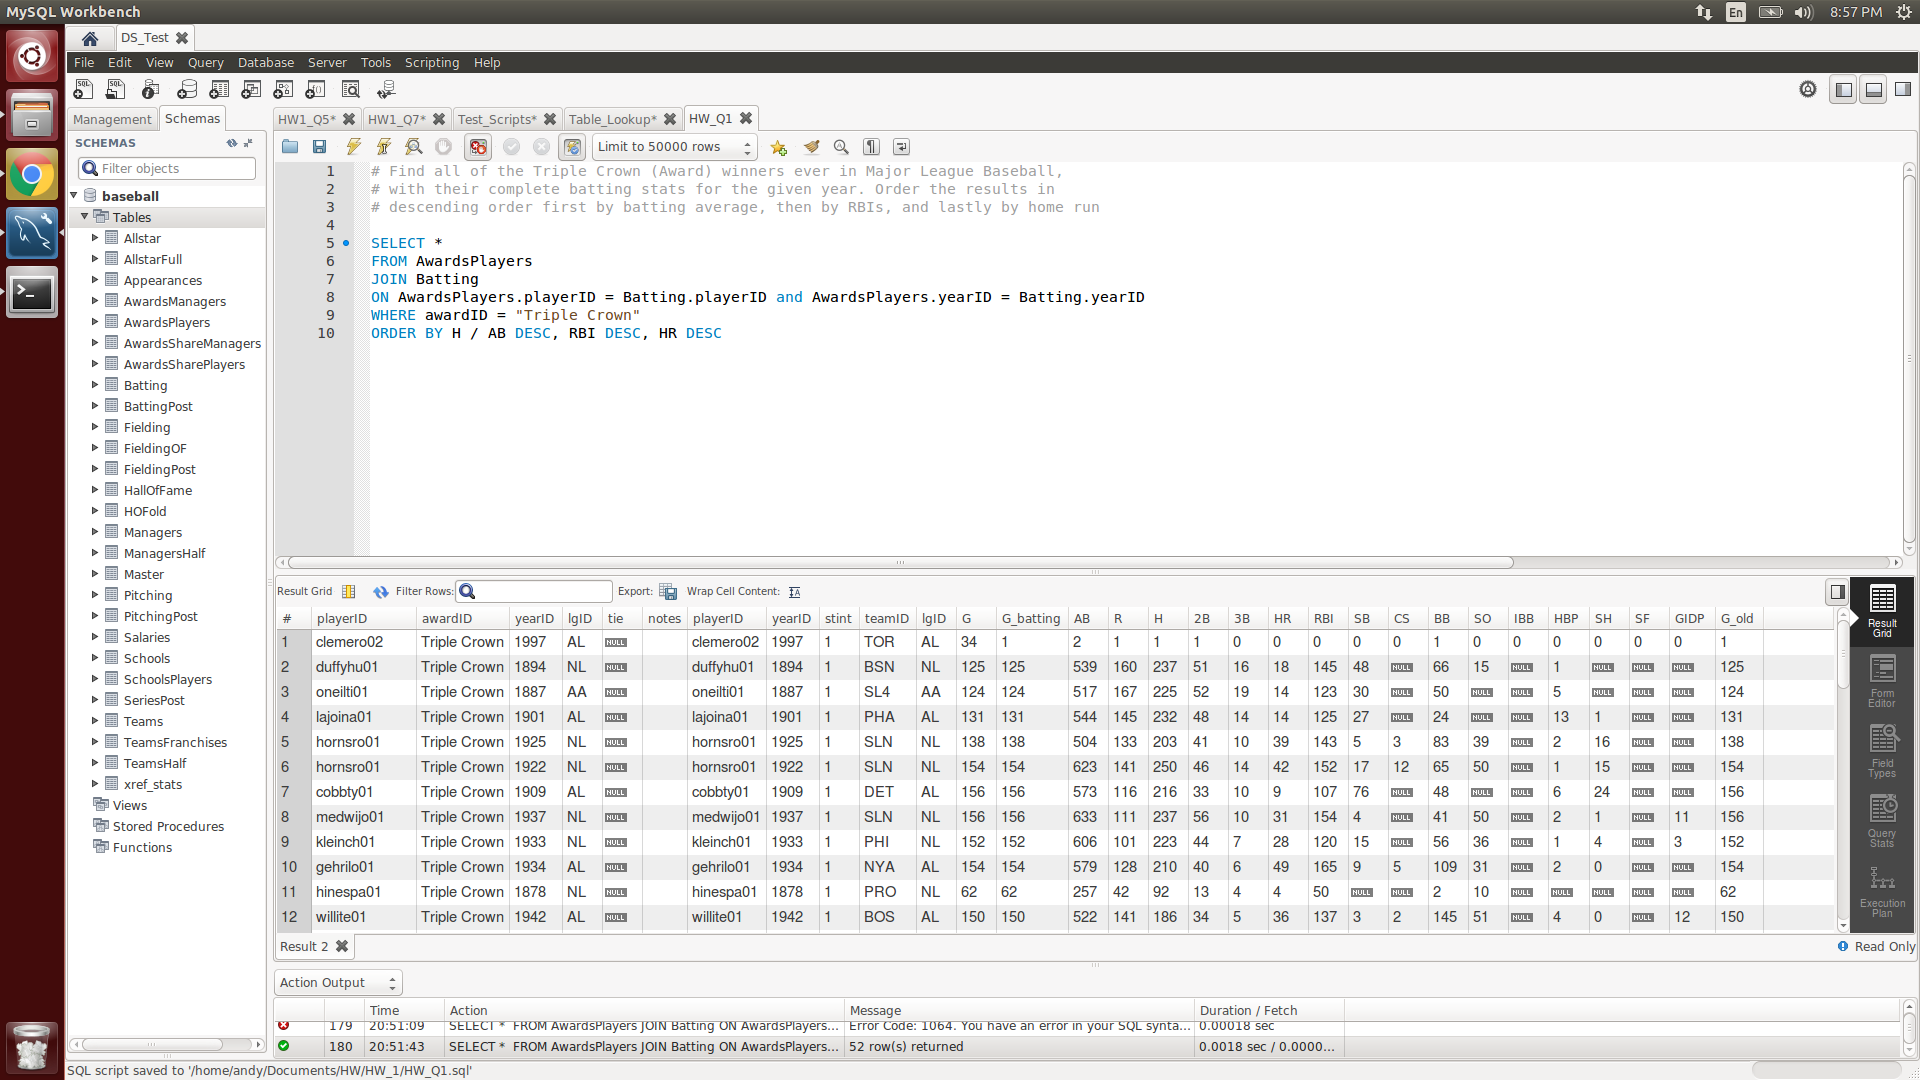 MySQL Workbench
En
8:57 PM
DS_Test
File Edit View Query Database Server Tools Scripting Help
Management Schemas
HW1_Q5* HW1_Q7* Test_Scripts* Table_Lookup* HW_Q1
SCHEMAS
Filter objects
Limit to 50000 rows
baseball
Tables
Allstar
AllstarFull
Appearances
AwardsManagers
AwardsPlayers
AwardsShareManagers
AwardsSharePlayers
Batting
BattingPost
Fielding
FieldingOF
FieldingPost
HallOfFame
HOFold
Managers
ManagersHalf
Master
Pitching
PitchingPost
Salaries
Schools
SchoolsPlayers
SeriesPost
Teams
TeamsFranchises
TeamsHalf
xref_stats
Views
Stored Procedures
Functions
1 # Find all of the Triple Crown (Award) winners ever in Major League Baseball,
2 # with their complete batting stats for the given year. Order the results in
3 # descending order first by batting average, then by RBIs, and lastly by home run
4
5 SELECT *
6 FROM AwardsPlayers
7 JOIN Batting
8 ON AwardsPlayers.playerID = Batting.playerID and AwardsPlayers.yearID = Batting.yearID
9 WHERE awardID = "Triple Crown"
10 ORDER BY H / AB DESC, RBI DESC, HR DESC
Result Grid Filter Rows: Export: Wrap Cell Content:
# playerID awardID yearID lgID tie notes playerID yearID stint teamID lgID G G_batting AB R H 2B 3B HR RBI SB CS BB SO IBB HBP SH SF GIDP G_old
1 clemero02 Triple Crown 1997 AL NULL clemero02 1997 1 TOR AL 34 1 2 1 1 1 0 0 0 0 0 1 0 0 0 0 0 0 1
2 duffyhu01 Triple Crown 1894 NL NULL duffyhu01 1894 1 BSN NL 125 125 539 160 237 51 16 18 145 48 NULL 66 15 NULL 1 NULL NULL NULL 125
3 oneilti01 Triple Crown 1887 AA NULL oneilti01 1887 1 SL4 AA 124 124 517 167 225 52 19 14 123 30 NULL 50 NULL NULL 5 NULL NULL NULL 124
4 lajoina01 Triple Crown 1901 AL NULL lajoina01 1901 1 PHA AL 131 131 544 145 232 48 14 14 125 27 NULL 24 NULL NULL 13 1 NULL NULL 131
5 hornsro01 Triple Crown 1925 NL NULL hornsro01 1925 1 SLN NL 138 138 504 133 203 41 10 39 143 5 3 83 39 NULL 2 16 NULL NULL 138
6 hornsro01 Triple Crown 1922 NL NULL hornsro01 1922 1 SLN NL 154 154 623 141 250 46 14 42 152 17 12 65 50 NULL 1 15 NULL NULL 154
7 cobbty01 Triple Crown 1909 AL NULL cobbty01 1909 1 DET AL 156 156 573 116 216 33 10 9 107 76 NULL 48 NULL NULL 6 24 NULL NULL 156
8 medwijo01 Triple Crown 1937 NL NULL medwijo01 1937 1 SLN NL 156 156 633 111 237 56 10 31 154 4 NULL 41 50 NULL 2 1 NULL 11 156
9 kleinch01 Triple Crown 1933 NL NULL kleinch01 1933 1 PHI NL 152 152 606 101 223 44 7 28 120 15 NULL 56 36 NULL 1 4 NULL 3 152
10 gehrilo01 Triple Crown 1934 AL NULL gehrilo01 1934 1 NYA AL 154 154 579 128 210 40 6 49 165 9 5 109 31 NULL 2 0 NULL NULL 154
11 hinespa01 Triple Crown 1878 NL NULL hinespa01 1878 1 PRO NL 62 62 257 42 92 13 4 4 50 NULL NULL 2 10 NULL NULL NULL NULL NULL 62
12 willite01 Triple Crown 1942 AL NULL willite01 1942 1 BOS AL 150 150 522 141 186 34 5 36 137 3 2 145 51 NULL 4 0 NULL 12 150
Result Grid
Form Editor
Field Types
Query Stats
Execution Plan
Result 2
Read Only
Action Output
Time Action Message Duration / Fetch
179 20:51:09 SELECT * FROM AwardsPlayers JOIN Batting ON AwardsPlayers... Error Code: 1064. You have an error in your SQL synta... 0.00018 sec
180 20:51:43 SELECT * FROM AwardsPlayers JOIN Batting ON AwardsPlayers... 52 row(s) returned 0.0018 sec / 0.0000...
SQL script saved to '/home/andy/Documents/HW/HW_1/HW_Q1.sql'